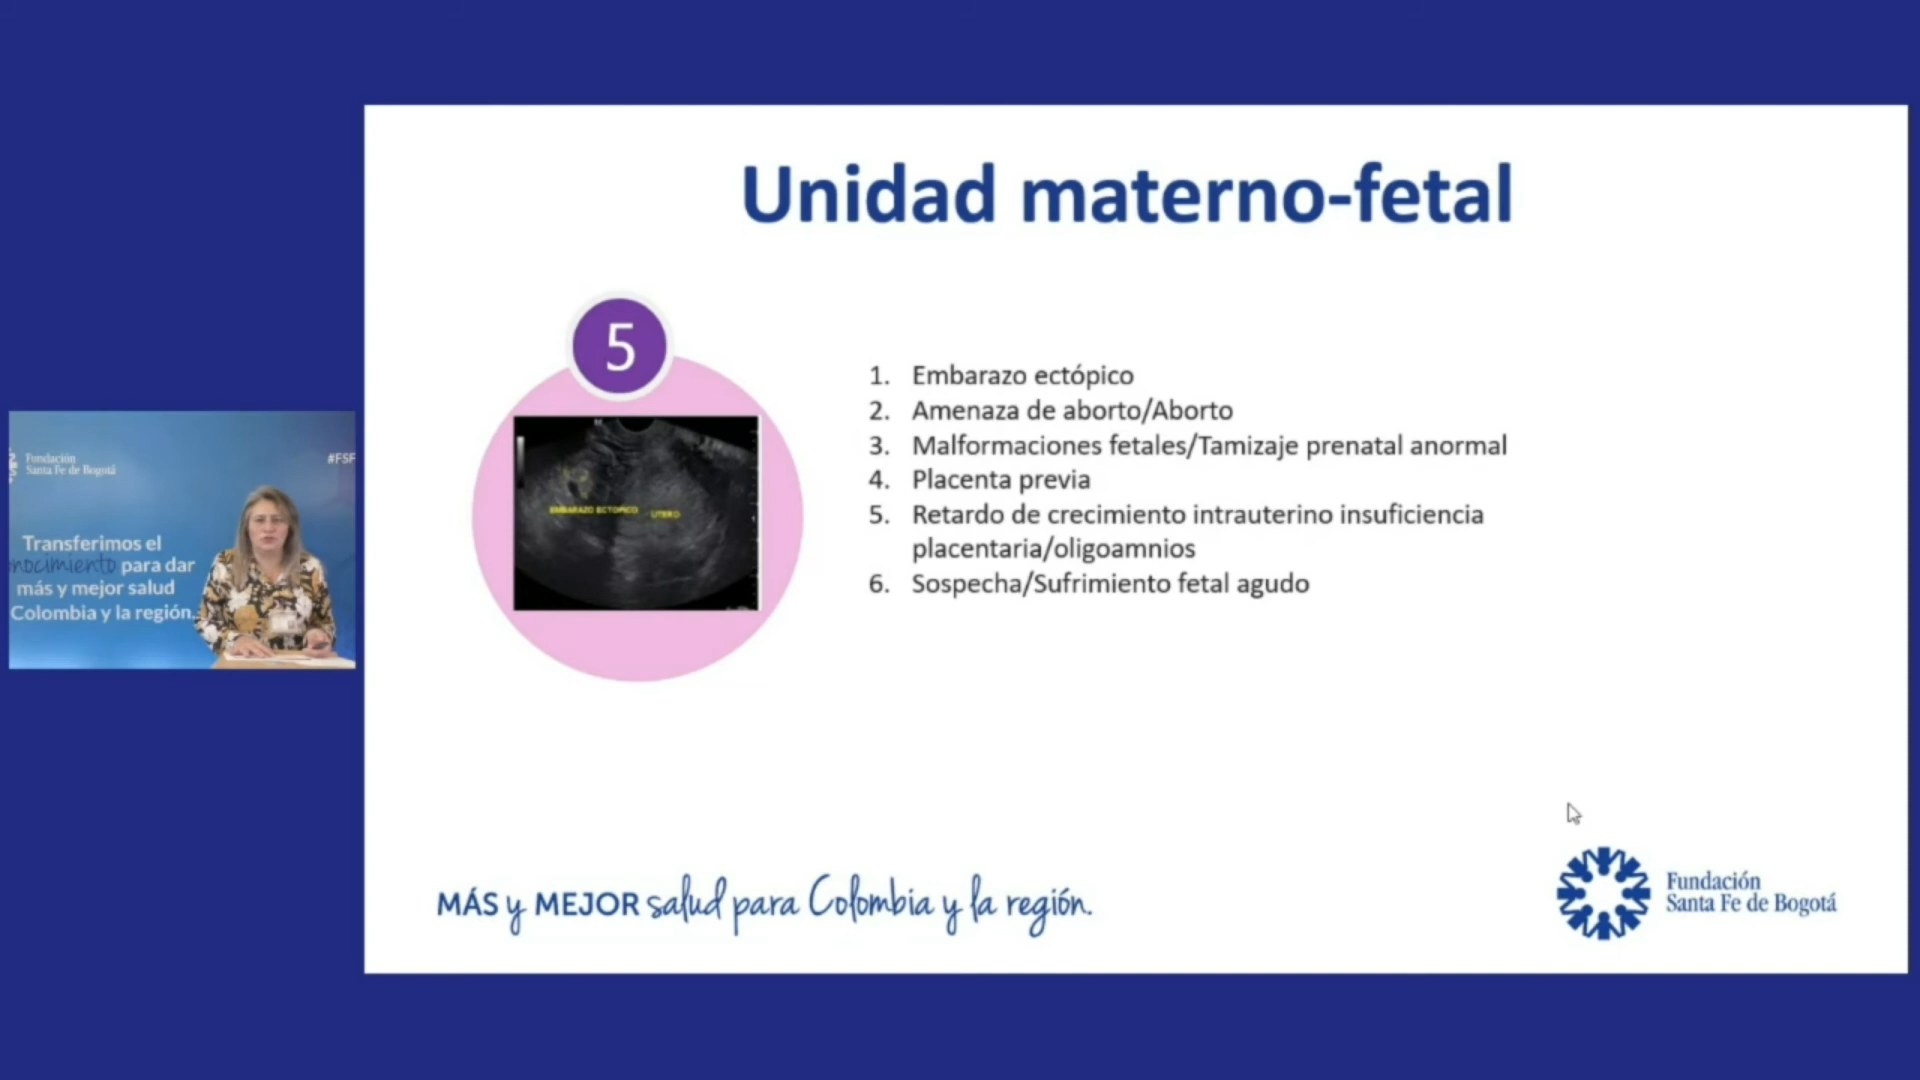 Unidad materno-fetal
5
EMBARAZO ECTOPICO
UTERO
1. Embarazo ectópico
2. Amenaza de aborto/Aborto
3. Malformaciones fetales/Tamizaje prenatal anormal
4. Placenta previa
5. Retardo de crecimiento intrauterino insuficiencia
placentaria/oligoamnios
6. Sospecha/Sufrimiento fetal agudo
Fundación
Santa Fe de Bogotá
#FSF
Transferimos el
nocimiento para dar
más y mejor salud
Colombia y la región.
MÁS y MEJOR salud para Colombia y la región.
Fundación
Santa Fe de Bogotá